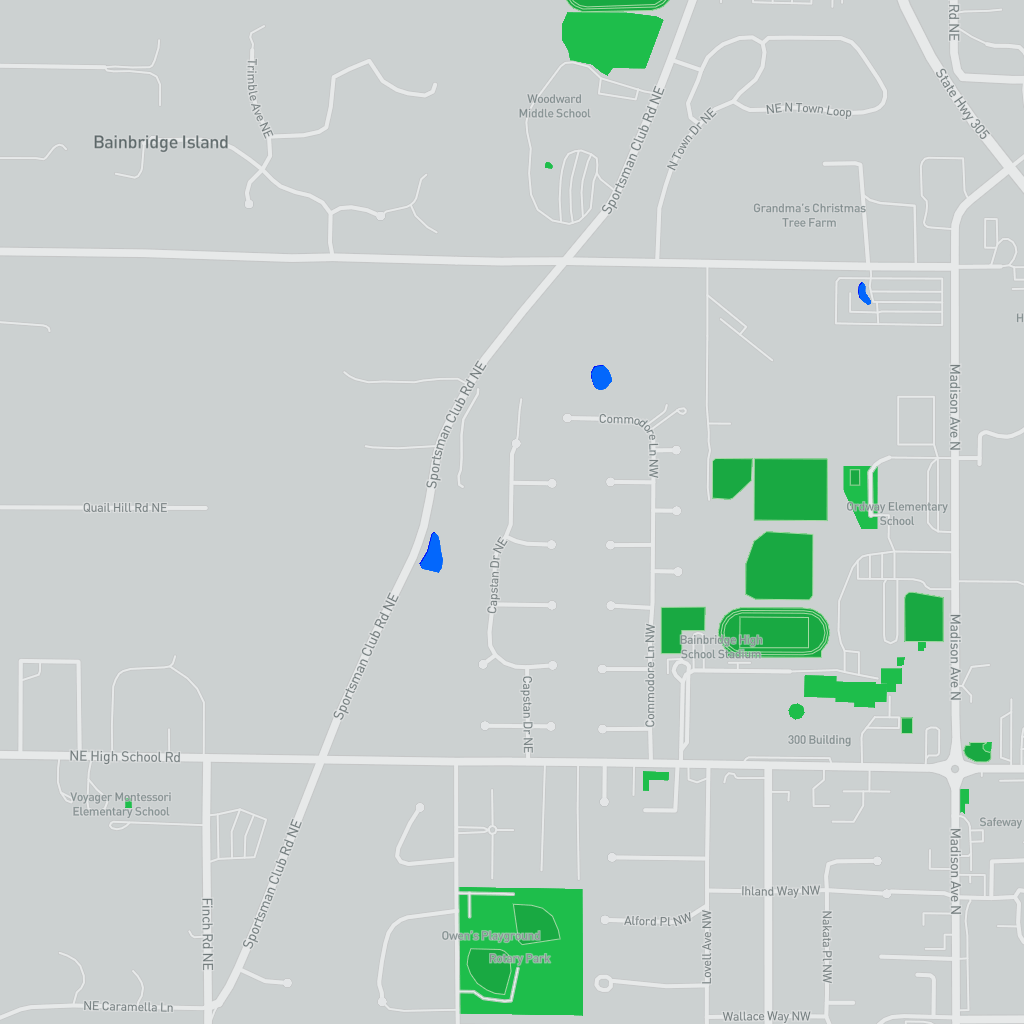 Rd NE
State Hwy 305
Trimble Ave NE
Woodward
Middle School
Sportsman Club Rd NE
N Town Dr NE
NE N Town Loop
Bainbridge Island
Grandma's Christmas
Tree Farm
H
Sportsman Club Rd NE
Madison Ave N
Commodore Ln NW
Quail Hill Rd NE
Ordway Elementary
School
Capstan Dr NE
Sportsman Club Rd NE
Commodore Ln NW
Bainbridge High
School Stadium
Madison Ave N
Capstan Dr NE
300 Building
NE High School Rd
Voyager Montessori
Elementary School
Safeway
Sportsman Club Rd NE
Madison Ave N
Ihland Way NW
Finch Rd NE
Alford Pl NW
Lovell Ave NW
Nakata Pl NW
Owen's Playground
Rotary Park
NE Caramella Ln
Wallace Way NW